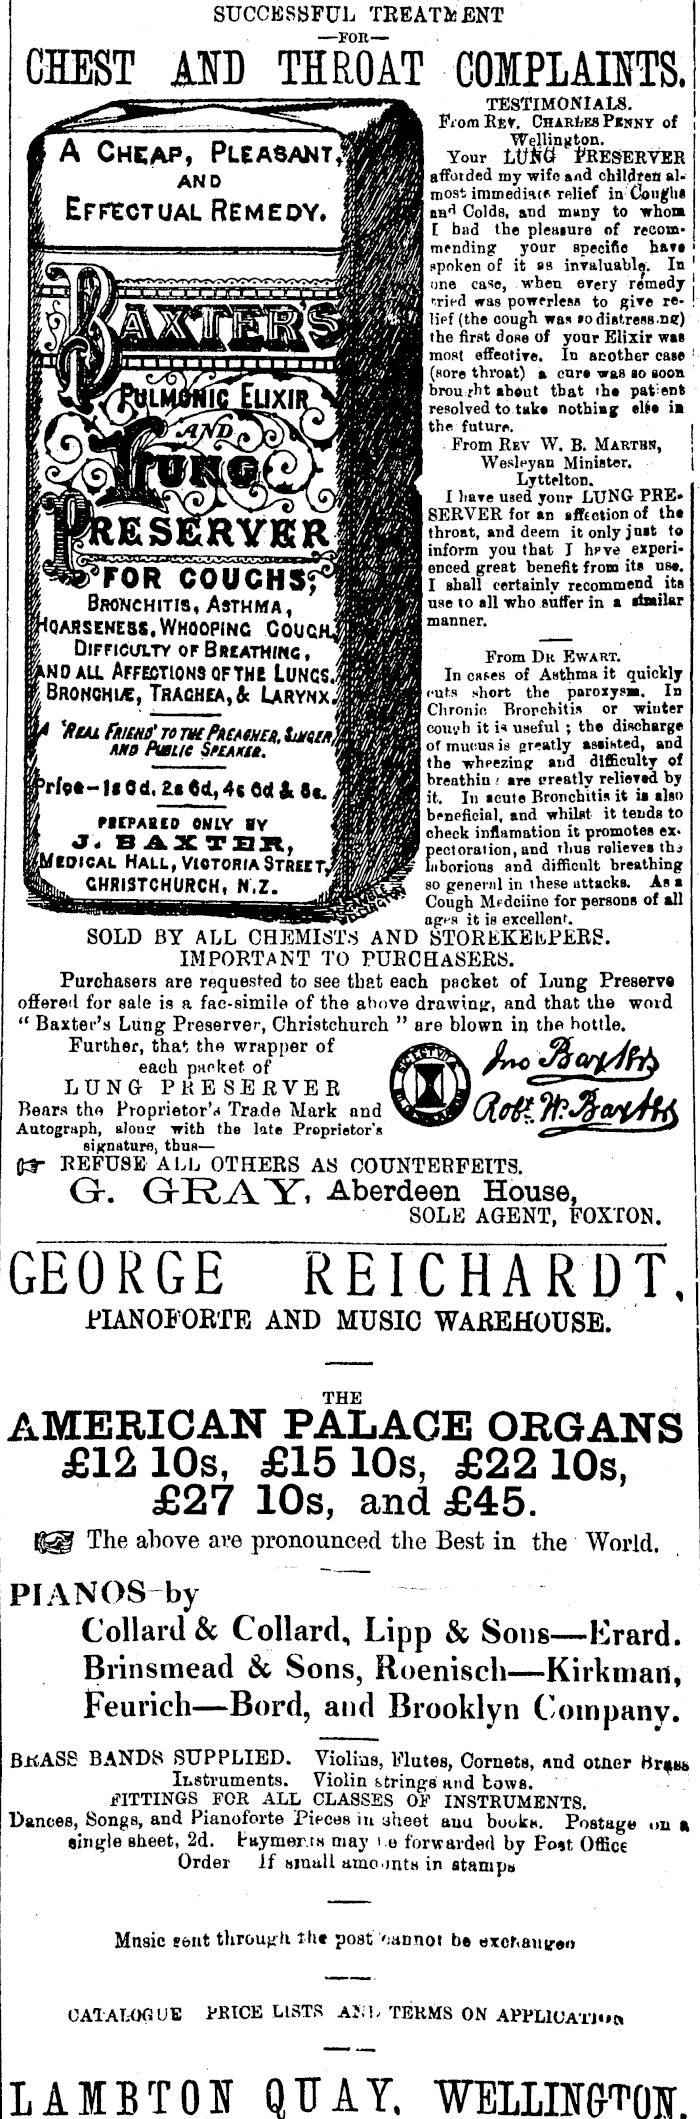 SUCCESSFUL TREATMENT
—FOR—
CHEST AND THROAT COMPLAINTS.
A CHEAP, PLEASANT,
AND
EFFECTUAL REMEDY.
BAXTER'S
PULMONIC ELIXIR
AND
LUNG
PRESERVER
FOR COUGHS,
BRONCHITIS, ASTHMA,
HOARSENESS, WHOOPING COUGH,
DIFFICULTY OF BREATHING,
AND ALL AFFECTIONS OF THE LUNGS.
BRONCHIÆ, TRACHEA, & LARYNX.
A 'REAL FRIEND' TO THE PREACHER, SINGER,
AND PUBLIC SPEAKER.
Price—1s 6d. 2s 6d, 4s 6d & 8s.
PREPARED ONLY BY
J. BAXTER,
MEDICAL HALL, VICTORIA STREET,
CHRISTCHURCH, N.Z.
TESTIMONIALS.
From REV. CHARLES PENNY of
Wellington.
Your LUNG PRESERVER
afforded my wife and children al-
most immediate relief in Coughs
and Colds, and many to whom
I had the pleasure of recom-
mending your specific have
spoken of it as invaluable. In
one case, when every remedy
tried was powerless to give re-
lief (the cough was so distressing)
the first dose of your Elixir was
most effective. In another case
(sore throat) a cure was so soon
brought about that the patient
resolved to take nothing else in
the future.
From REV W. B. MARTEN,
Wesleyan Minister.
Lyttelton.
I have used your LUNG PRE-
SERVER for an affection of the
throat, and deem it only just to
inform you that I have experi-
enced great benefit from its use.
I shall certainly recommend its
use to all who suffer in a similar
manner.
From DR EWART.
In cases of Asthma it quickly
cuts short the paroxysm. In
Chronic Bronchitis or winter
cough it is useful ; the discharge
of mucus is greatly assisted, and
the wheezing and difficulty of
breathing are greatly relieved by
it. In acute Bronchitis it is also
beneficial, and whilst it tends to
check inflamation it promotes ex-
pectoration, and thus relieves the
laborious and difficult breathing
so general in these attacks. As a
Cough Medciine for persons of all
ages it is excellent.
SOLD BY ALL CHEMISTS AND STOREKEEPERS.
IMPORTANT TO PURCHASERS.
Purchasers are requested to see that each packet of Lung Preserve
offered for sale is a fac-simile of the above drawing, and that the word
“ Baxter's Lung Preserver, Christchurch ” are blown in the bottle.
Further, that the wrapper of
each packet of
LUNG PRESERVER
Bears the Proprietor's Trade Mark and
Autograph, along with the late Proprietor's
signature, thus—
Jno Baxter
Robt. W. Baxter
REFUSE ALL OTHERS AS COUNTERFEITS.
G. GRAY, Aberdeen House,
SOLE AGENT, FOXTON.
GEORGE REICHARDT,
PIANOFORTE AND MUSIC WAREHOUSE.
THE
AMERICAN PALACE ORGANS
£12 10s, £15 10s, £22 10s,
£27 10s, and £45.
The above are pronounced the Best in the World.
PIANOS by
Collard & Collard, Lipp & Sons—Erard.
Brinsmead & Sons, Roenisch—Kirkman,
Feurich—Bord, and Brooklyn Company.
BRASS BANDS SUPPLIED. Violins, Flutes, Cornets, and other Brass
Instruments. Violin strings and bows.
FITTINGS FOR ALL CLASSES OF INSTRUMENTS.
Dances, Songs, and Pianoforte Pieces in sheet and books. Postage on a
single sheet, 2d. Payments may be forwarded by Post Office
Order If small amounts in stamps
Music sent through the post cannot be exchanged
CATALOGUE PRICE LISTS AND TERMS ON APPLICATION
LAMBTON QUAY, WELLINGTON.